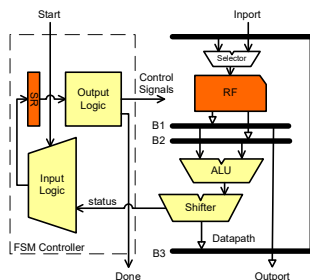 Start
Inport
Selector
SR
Output
Logic
Control
Signals
RF
B1
B2
ALU
Input
Logic
status
Shifter
Datapath
FSM Controller
B3
Done
Outport